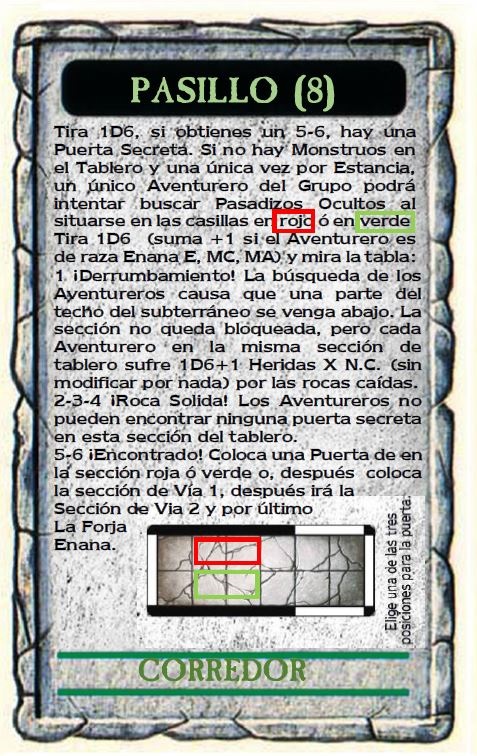 PASILLO (8)
Tira 1D6, si obtienes un 5-6, hay una
Puerta Secreta. Si no hay Monstruos en
el Tablero y una única vez por Estancia,
un único Aventurero del Grupo podrá
intentar buscar Pasadizos Ocultos al
situarse en las casillas en rojo ó en verde
Tira 1D6 (suma +1 si el Aventurero es
de raza Enana E, MC, MA) y mira la tabla:
1 ¡Derrumbamiento! La búsqueda de los
Aventureros causa que una parte del
techo del subterráneo se venga abajo. La
sección no queda bloqueada, pero cada
Aventurero en la misma sección de
tablero sufre 1D6+1 Heridas X N.C. (sin
modificar por nada) por las rocas caídas.
2-3-4 ¡Roca Solida! Los Aventureros no
pueden encontrar ninguna puerta secreta
en esta sección del tablero.
5-6 ¡Encontrado! Coloca una Puerta de en
la sección roja ó verde o, después coloca
la sección de Vía 1, después irá la
Sección de Via 2 y por último
La Forja
Enana.
Elige una de las tres
posiciones para la puerta.
CORREDOR